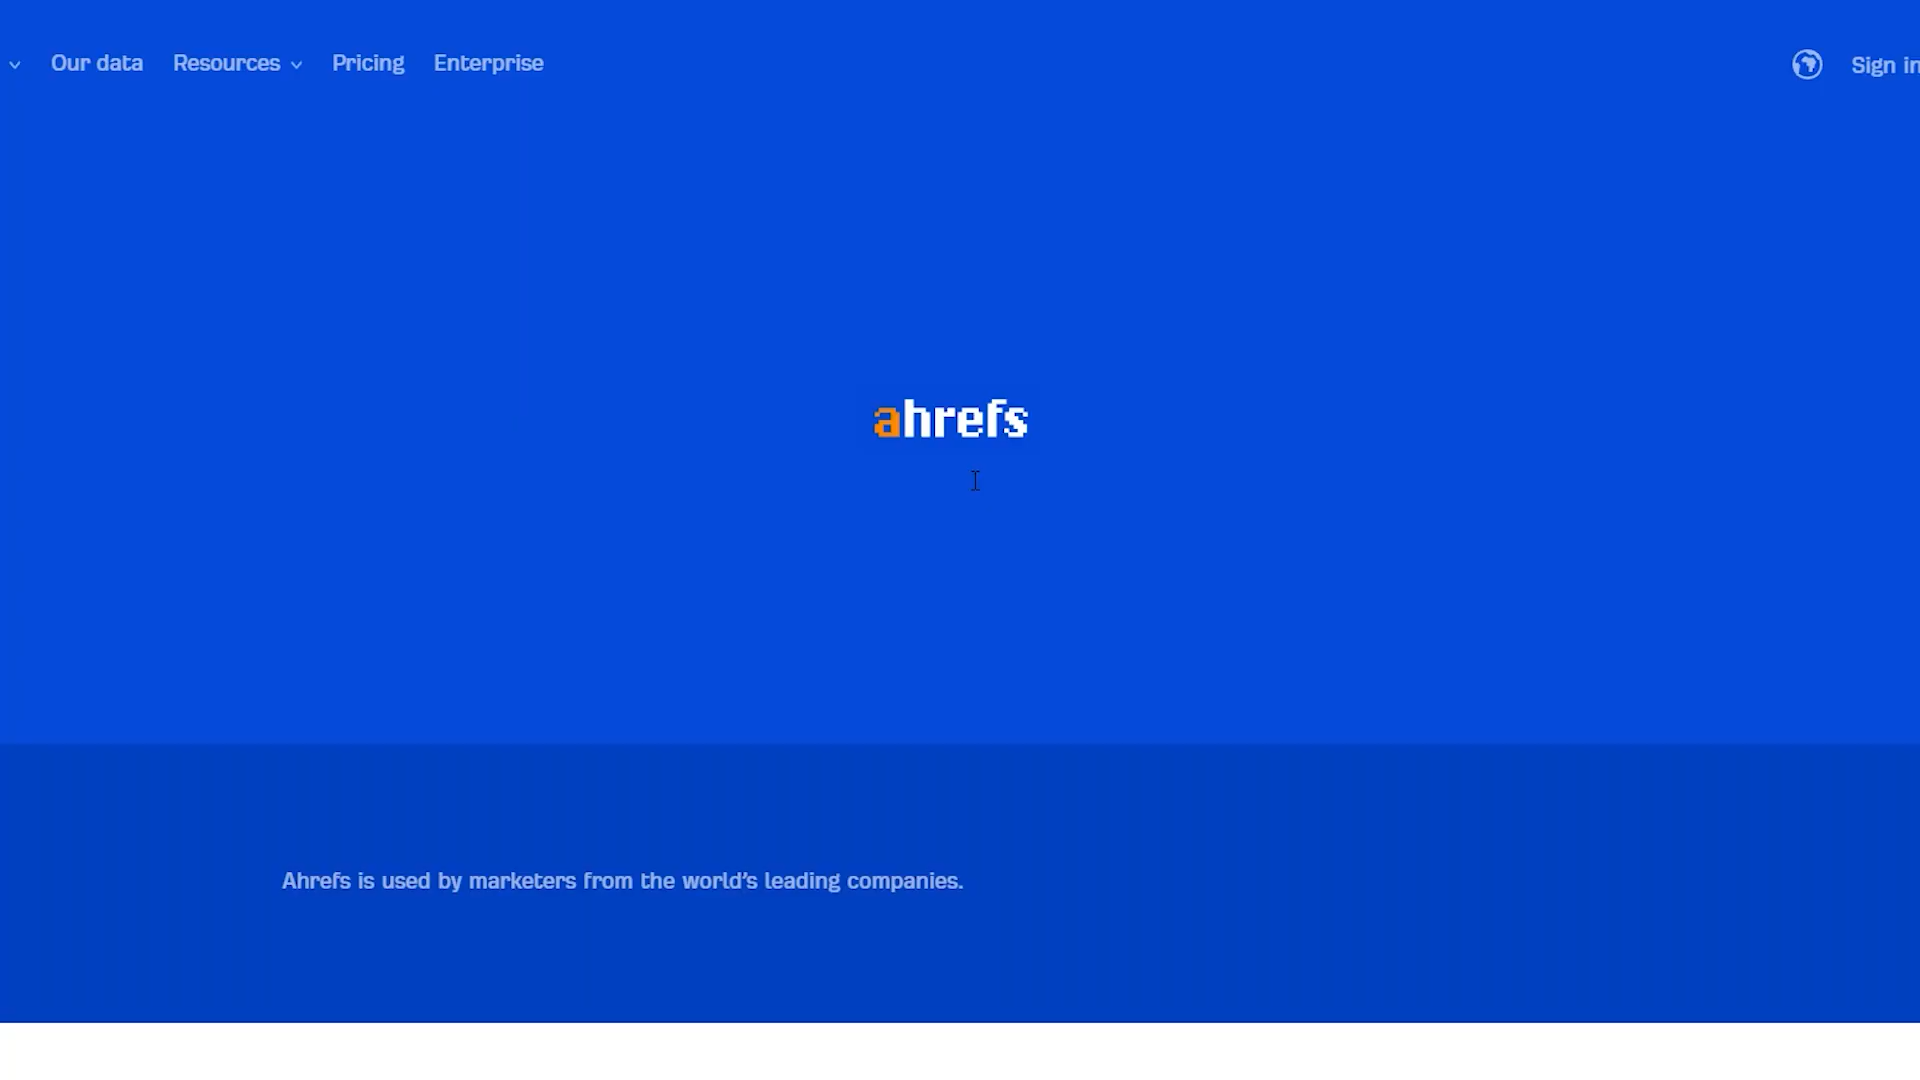 Our data Resources Pricing Enterprise Sign in
ahrefs
Ahrefs is used by marketers from the world’s leading companies.